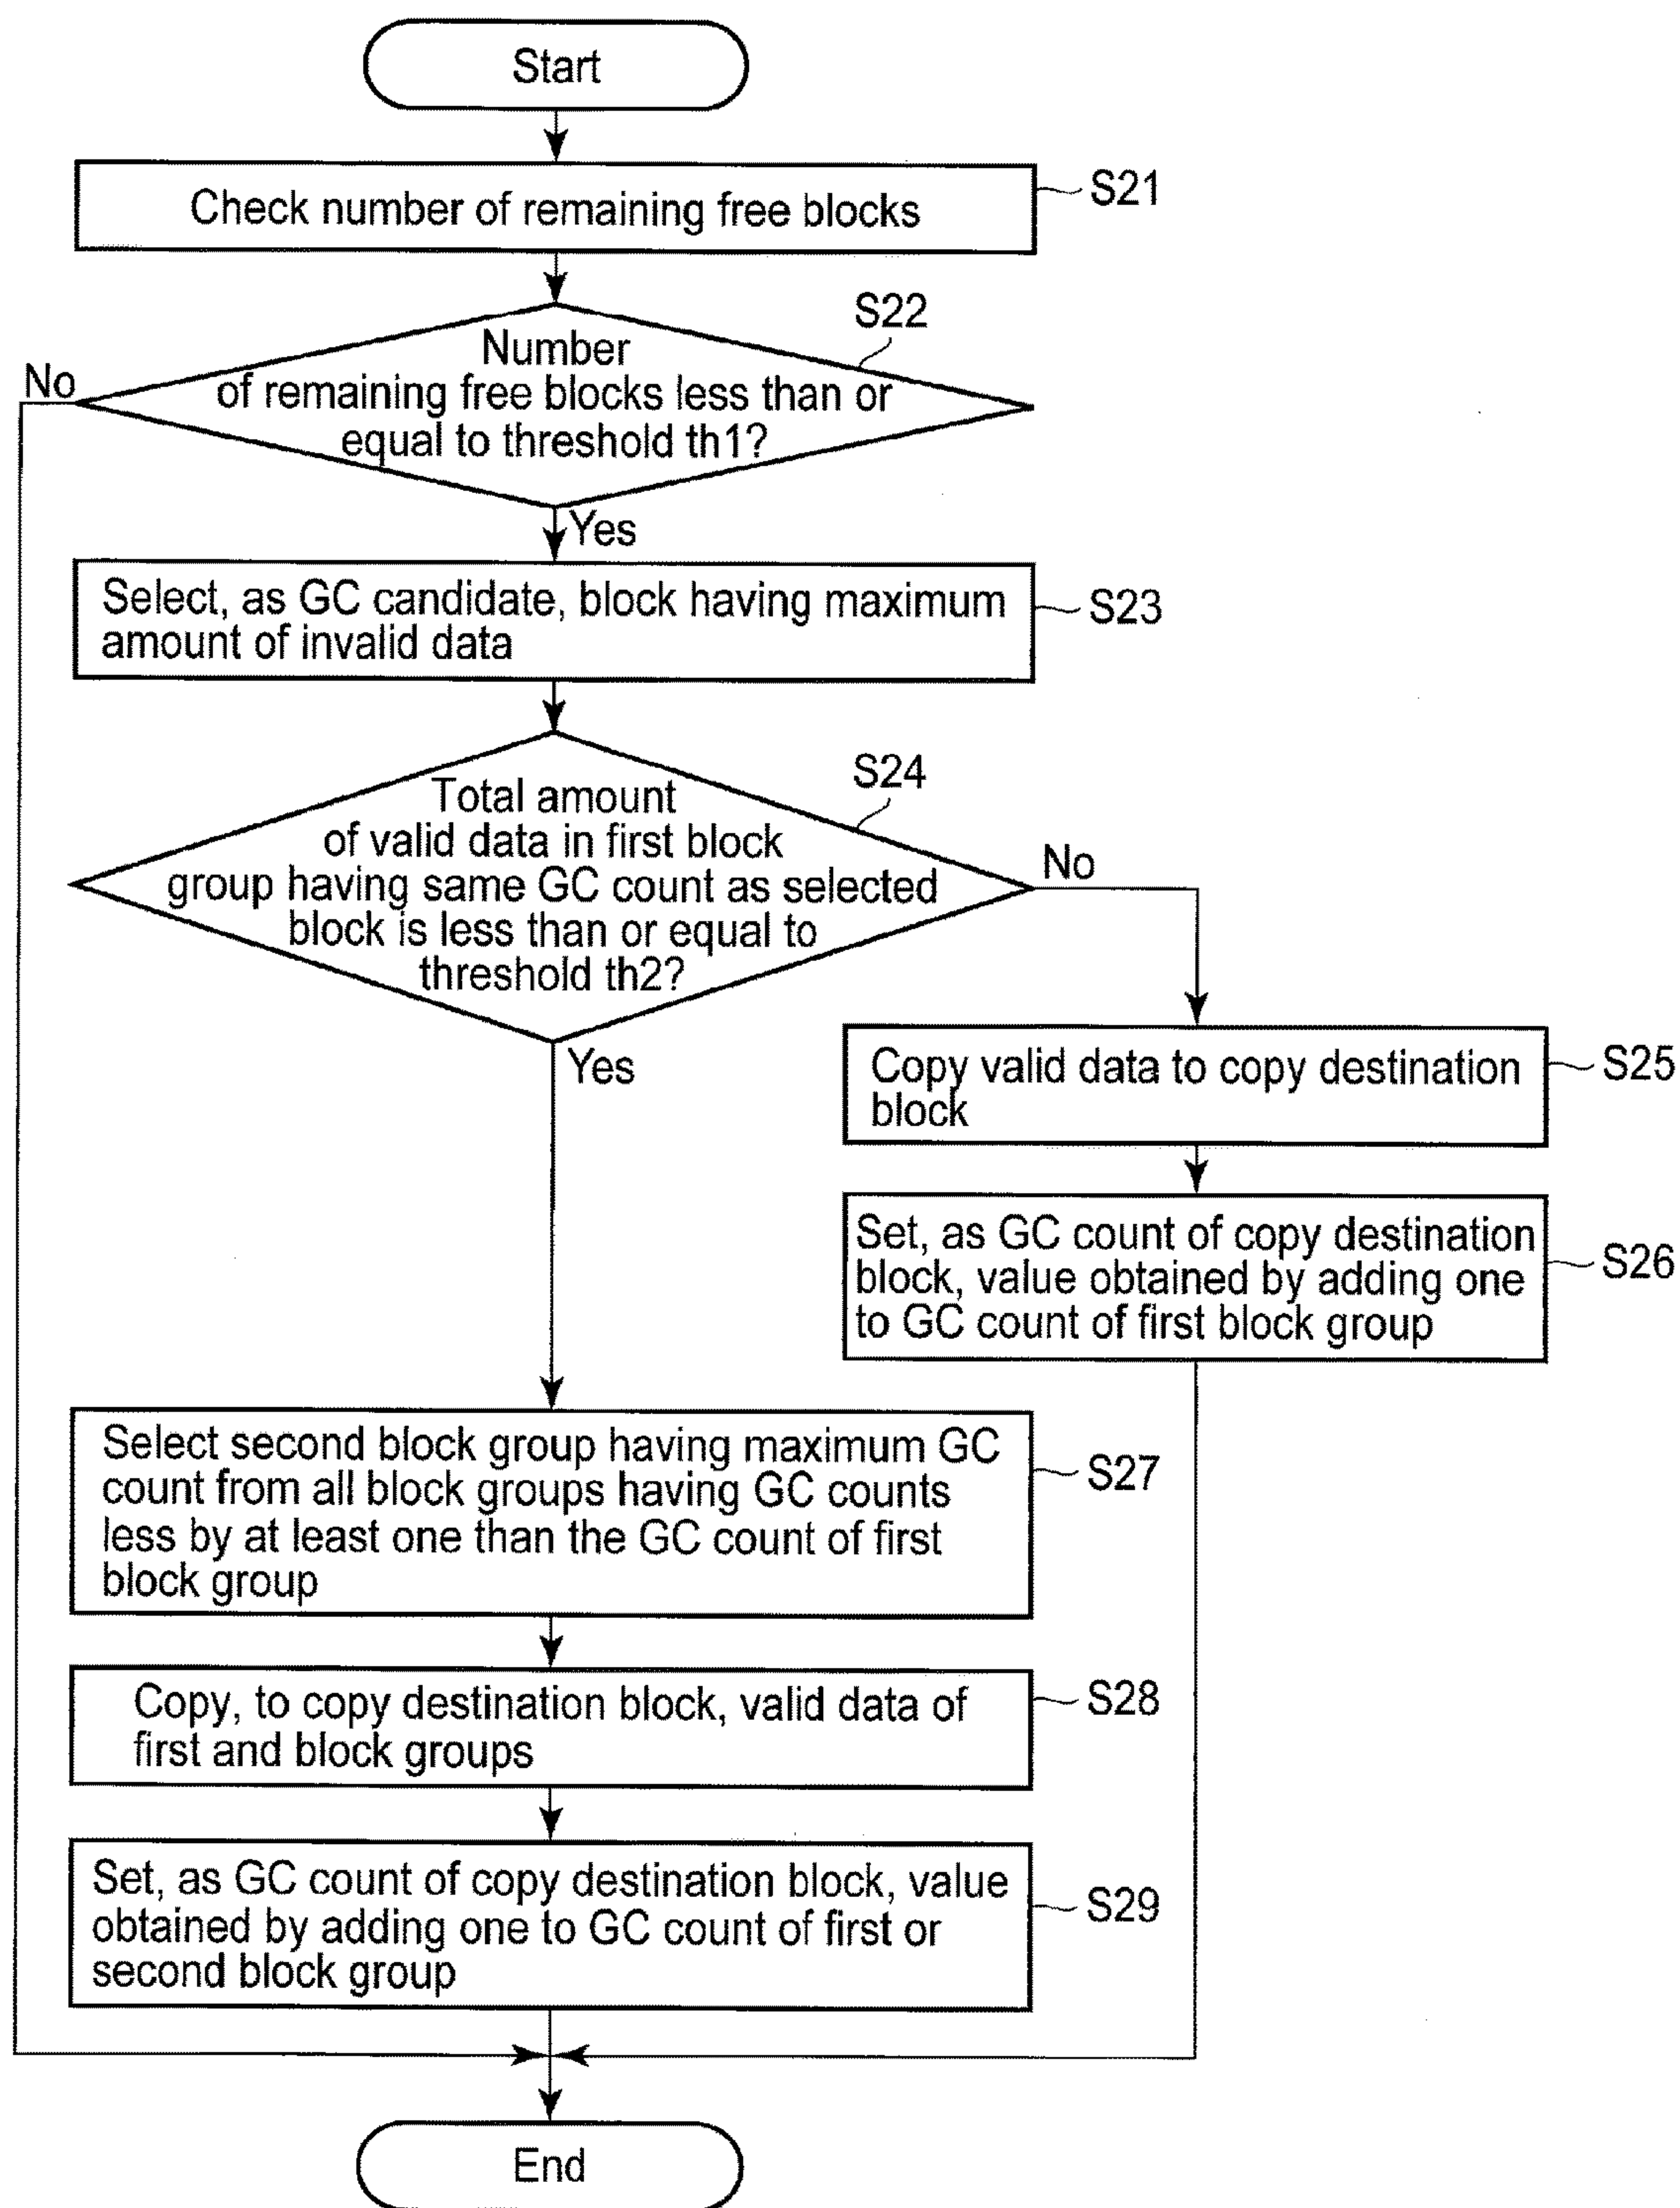 Start
Check number of remaining free blocks
S21
S22
Number
of remaining free blocks less than or
equal to threshold th1?
No
Yes
Select, as GC candidate, block having maximum
amount of invalid data
S23
S24
Total amount
of valid data in first block
group having same GC count as selected
block is less than or equal to
threshold th2?
No
Yes
Copy valid data to copy destination
block
S25
Set, as GC count of copy destination
block, value obtained by adding one
to GC count of first block group
S26
Select second block group having maximum GC
count from all block groups having GC counts
less by at least one than the GC count of first
block group
S27
Copy, to copy destination block, valid data of
first and block groups
S28
Set, as GC count of copy destination block, value
obtained by adding one to GC count of first or
second block group
S29
End